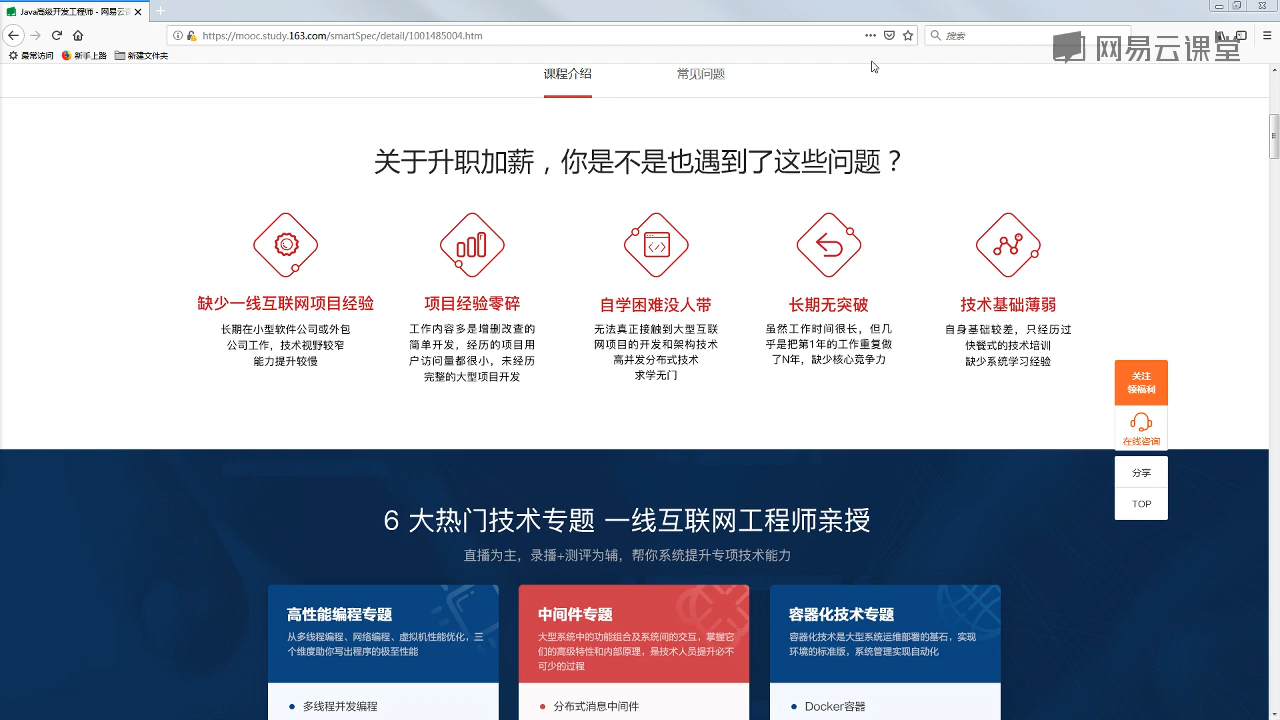 Java高级开发工程师 - 网易云
https://mooc.study.163.com/smartSpec/detail/1001485004.htm
搜索
最常访问 新手上路 新建文件夹
网易云课堂
课程介绍 常见问题
关于升职加薪，你是不是也遇到了这些问题？
缺少一线互联网项目经验
长期在小型软件公司或外包
公司工作，技术视野较窄
能力提升较慢
项目经验零碎
工作内容多是增删改查的
简单开发，经历的项目用
户访问量都很小，未经历
完整的大型项目开发
自学困难没人带
无法真正接触到大型互联
网项目的开发和架构技术
高并发分布式技术
求学无门
长期无突破
虽然工作时间很长，但几
乎是把第1年的工作重复做
了N年，缺少核心竞争力
技术基础薄弱
自身基础较差，只经历过
快餐式的技术培训
缺少系统学习经验
关注
领福利
在线咨询
分享
TOP
6 大热门技术专题 一线互联网工程师亲授
直播为主，录播+测评为辅，帮你系统提升专项技术能力
高性能编程专题
从多线程编程、网络编程、虚拟机性能优化，三
个维度助你写出程序的极至性能
多线程并发编程
中间件专题
大型系统中的功能组合及系统间的交互，掌握它
们的高级特性和内部原理，是技术人员提升必不
可少的过程
分布式消息中间件
容器化技术专题
容器化技术是大型系统运维部署的基石，实现
环境的标准版，系统管理实现自动化
Docker容器